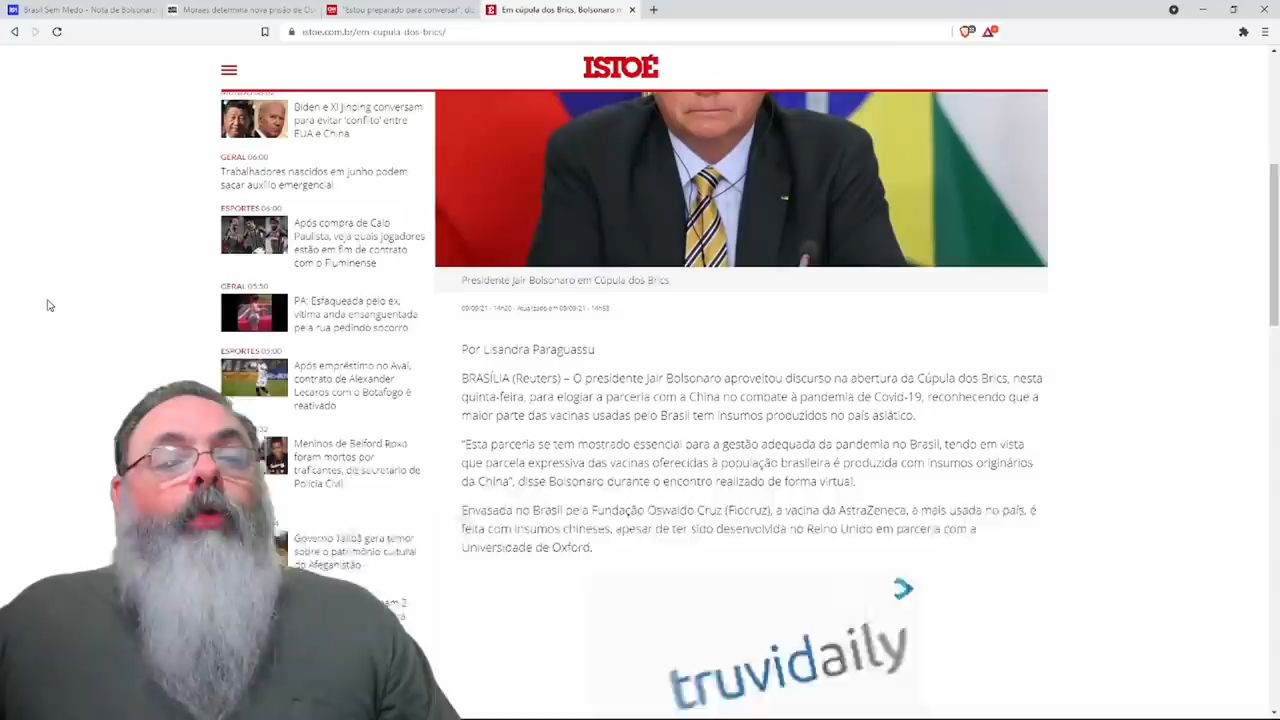 Brasil Sem Medo - Nota de Bolsonaro
Moraes determina nova prisão de Os
"Estou preparado para conversar", dis
Em cúpula dos Brics, Bolsonaro m
istoe.com.br/em-cupula-dos-brics/
ISTOÉ
Biden e Xi Jinping conversam
para evitar 'conflito' entre
EUA e China
GERAL 06:00
Trabalhadores nascidos em junho podem
sacar auxílio emergencial
ESPORTES 06:00
Após compra de Caio
Paulista, veja quais jogadores
estão em fim de contrato
com o Fluminense
GERAL 05:50
PA: Esfaqueada pelo ex,
vítima anda ensanguentada
pela rua pedindo socorro
ESPORTES 05:00
Após empréstimo no Avaí,
contrato de Alexander
Lecaros com o Botafogo é
reativado
Meninos de Belford Roxo
foram mortos por
traficantes, diz secretário de
Polícia Civil
Governo Talibã gera temor
sobre o patrimônio cultural
do Afeganistão
Presidente Jair Bolsonaro em Cúpula dos Brics
09/09/21 - 14h20 - Atualizado em 09/09/21 - 14h53
Por Lisandra Paraguassu
BRASÍLIA (Reuters) – O presidente Jair Bolsonaro aproveitou discurso na abertura da Cúpula dos Brics, nesta
quinta-feira, para elogiar a parceria com a China no combate à pandemia de Covid-19, reconhecendo que a
maior parte das vacinas usadas pelo Brasil tem insumos produzidos no país asiático.
"Esta parceria se tem mostrado essencial para a gestão adequada da pandemia no Brasil, tendo em vista
que parcela expressiva das vacinas oferecidas à população brasileira é produzida com insumos originários
da China", disse Bolsonaro durante o encontro realizado de forma virtual.
Envasada no Brasil pela Fundação Oswaldo Cruz (Fiocruz), a vacina da AstraZeneca, a mais usada no país, é
feita com insumos chineses, apesar de ter sido desenvolvida no Reino Unido em parceria com a
Universidade de Oxford.
truvidaily